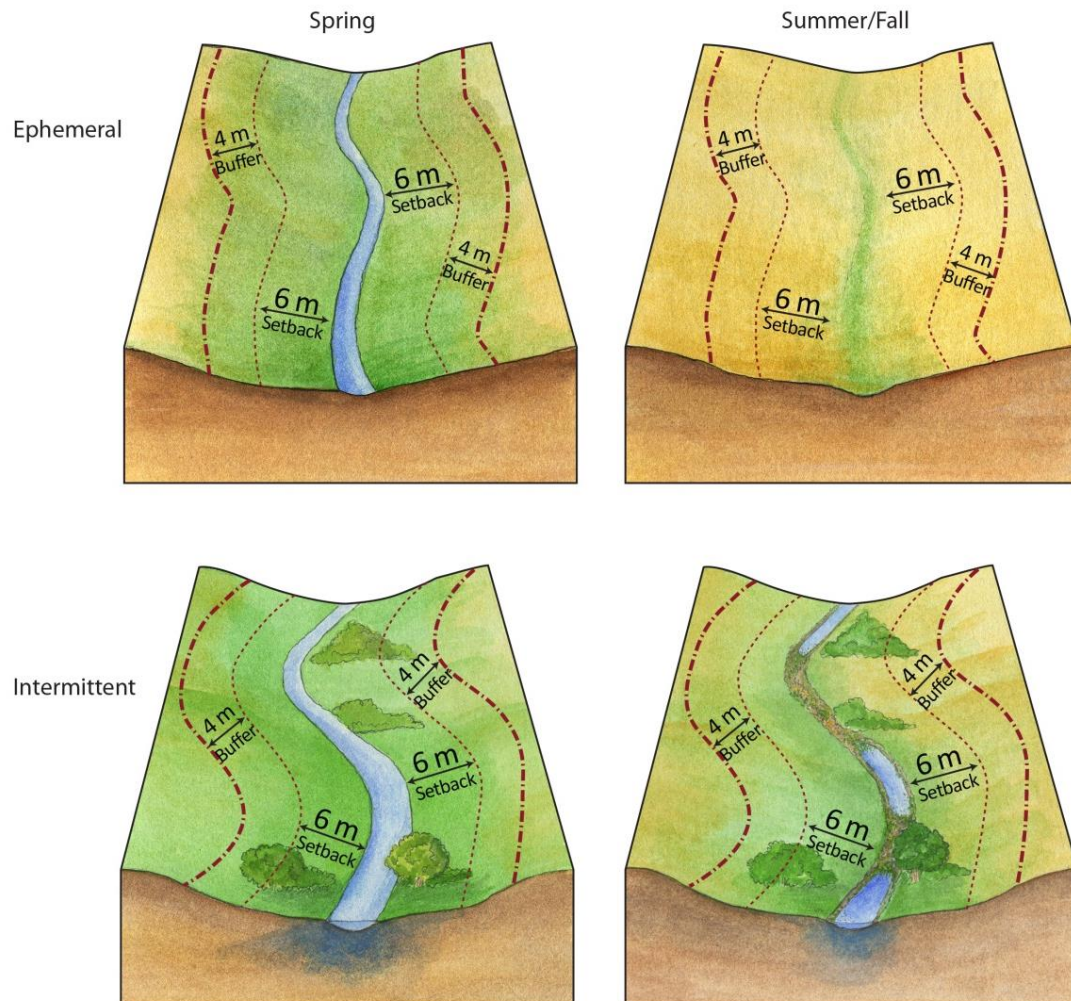 Spring
Summer/Fall
Ephemeral
4 m
Buffer
6 m
Setback
4 m
Buffer
6 m
Setback
4 m
Buffer
6 m
Setback
4 m
Buffer
6 m
Setback
Intermittent
4 m
Buffer
4 m
Buffer
6 m
Setback
6 m
Setback
4 m
Buffer
4 m
Buffer
6 m
Setback
6 m
Setback